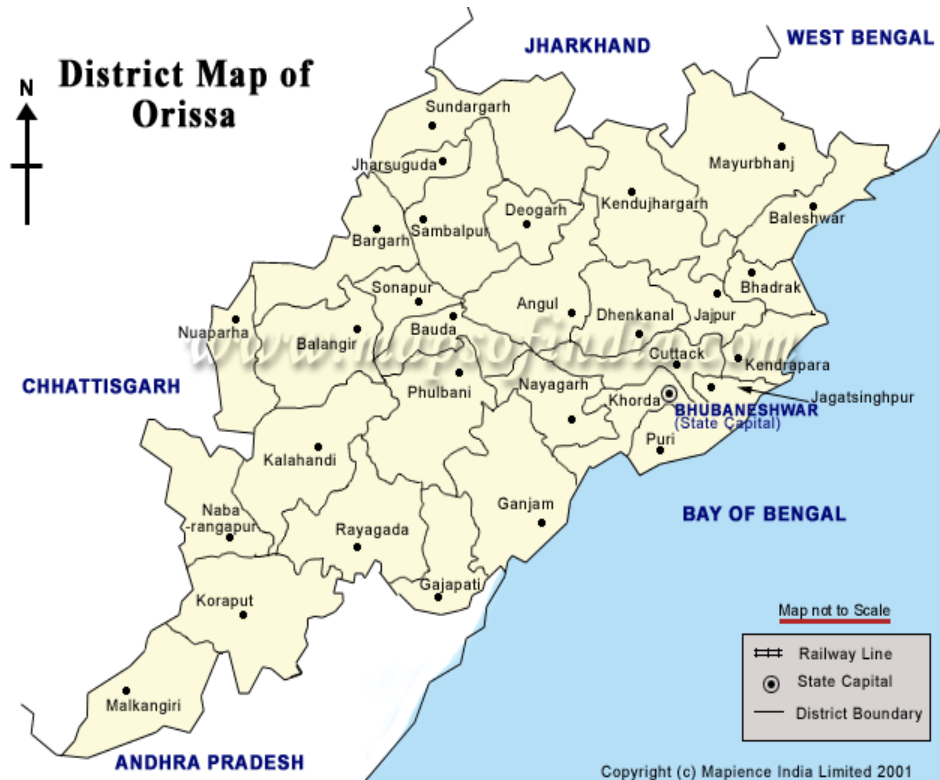 JHARKHAND
WEST BENGAL
District Map of
Orissa
N
Sundargarh
Jharsuguda
Mayurbhanj
Kendujhargarh
Deogarh
Baleshwar
Sambalpur
Bargarh
Sonapur
Bhadrak
Angul
Jajpur
Dhenkanal
Nuaparha
Bauda
Balangir
www.mapsofindia.com
Cuttack
Kendrapara
CHHATTISGARH
Phulbani
Nayagarh
Khorda
Jagatsinghpur
BHUBANESHWAR
(State Capital)
Puri
Kalahandi
Ganjam
BAY OF BENGAL
Naba
-rangapur
Rayagada
Gajapati
Koraput
Map not to Scale
Railway Line
State Capital
District Boundary
Malkangiri
ANDHRA PRADESH
Copyright (c) Mapience India Limited 2001